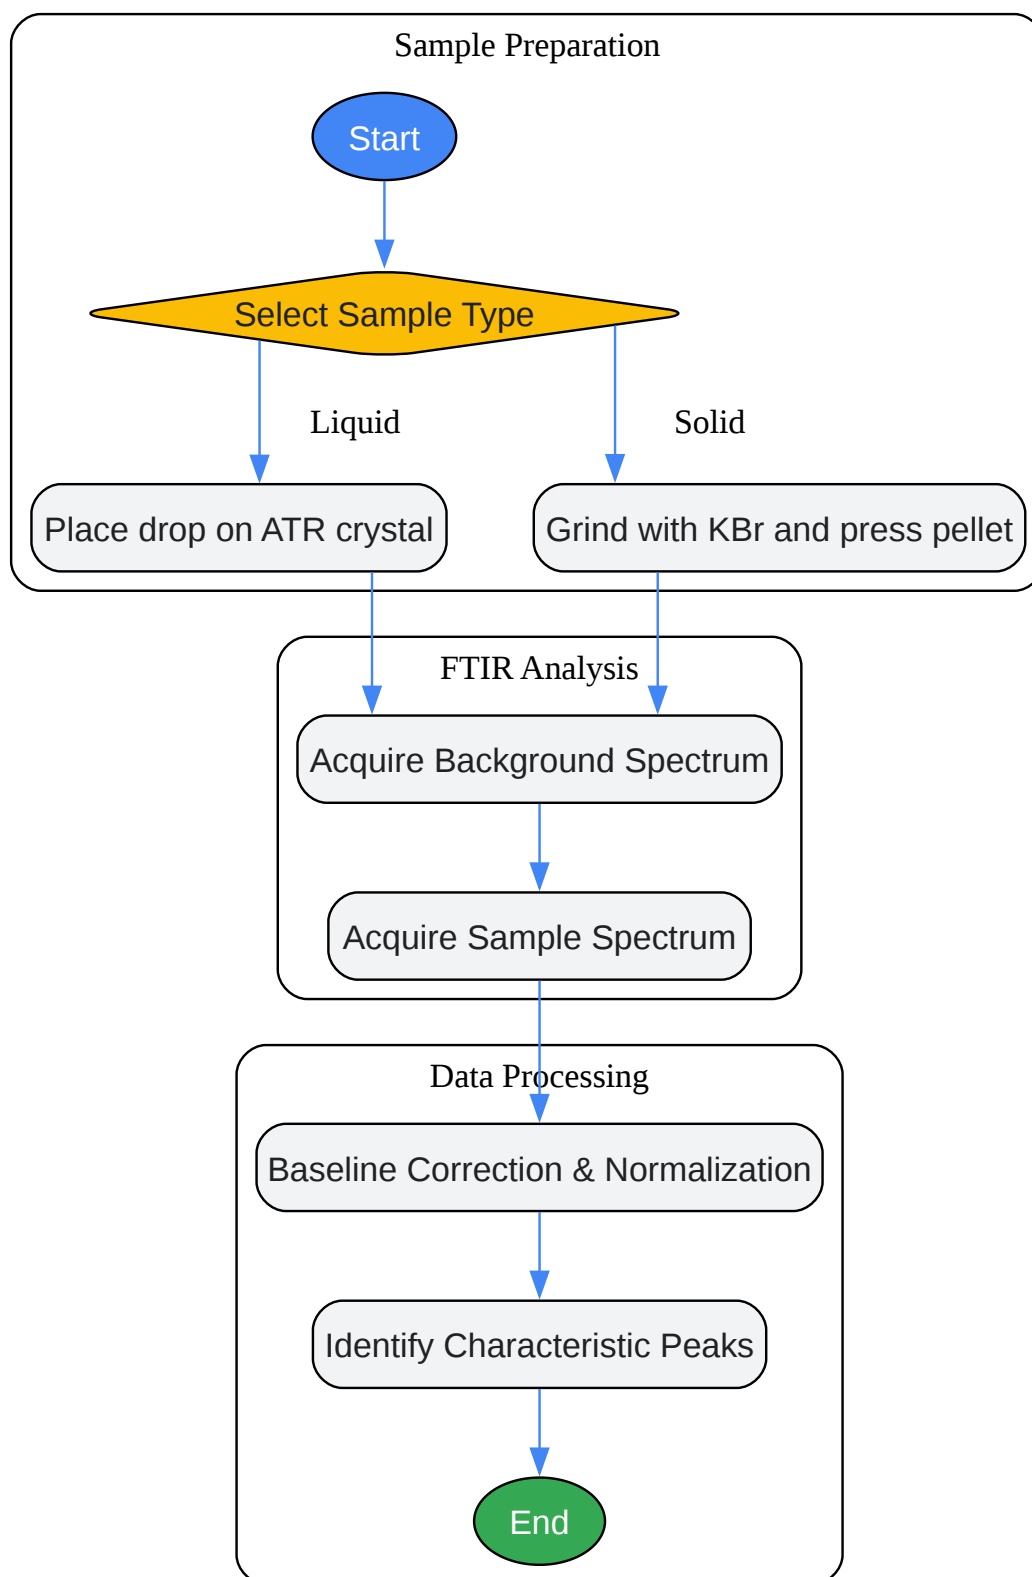 Sample Preparation
Start
Select Sample Type
Liquid
Solid
Place drop on ATR crystal
Grind with KBr and press pellet
FTIR Analysis
Acquire Background Spectrum
Acquire Sample Spectrum
Data Processing
Baseline Correction & Normalization
Identify Characteristic Peaks
End